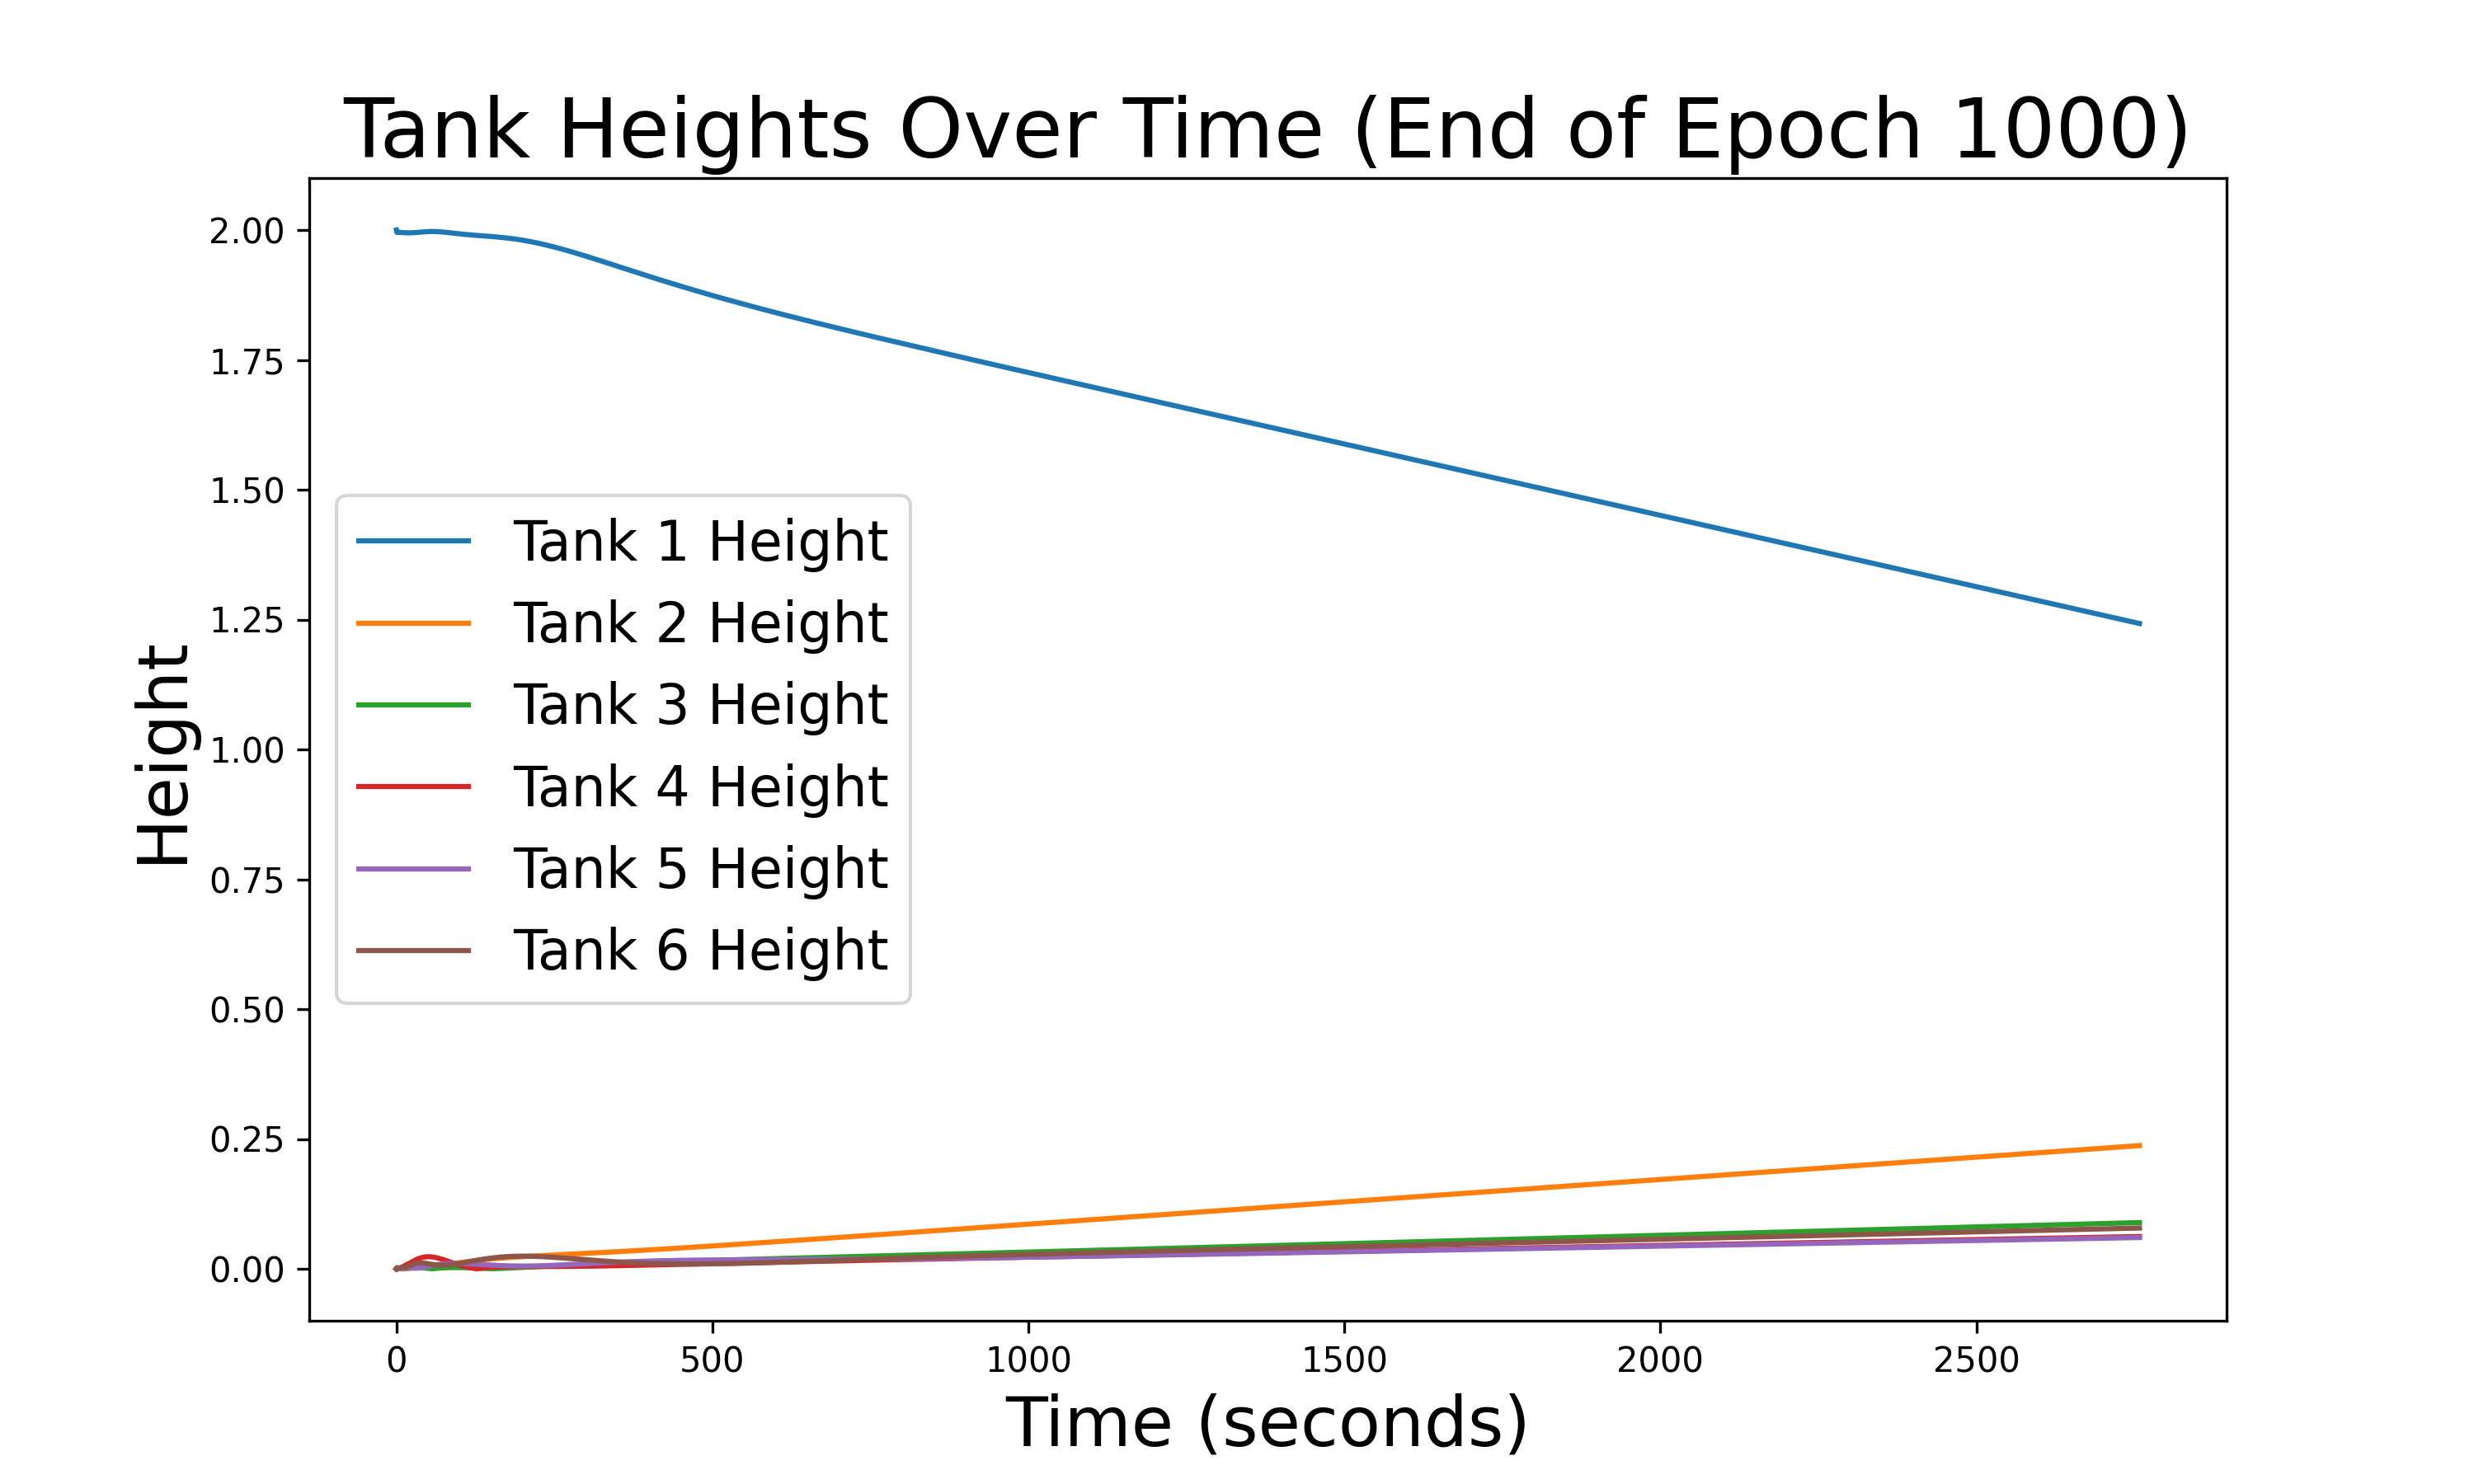 Tank Heights Over Time (End of Epoch 1000)
Height
2.00
1.75
1.50
1.25
1.00
0.75
0.50
0.25
0.00
Tank 1 Height
Tank 2 Height
Tank 3 Height
Tank 4 Height
Tank 5 Height
Tank 6 Height
0 500 1000 1500 2000 2500
Time (seconds)